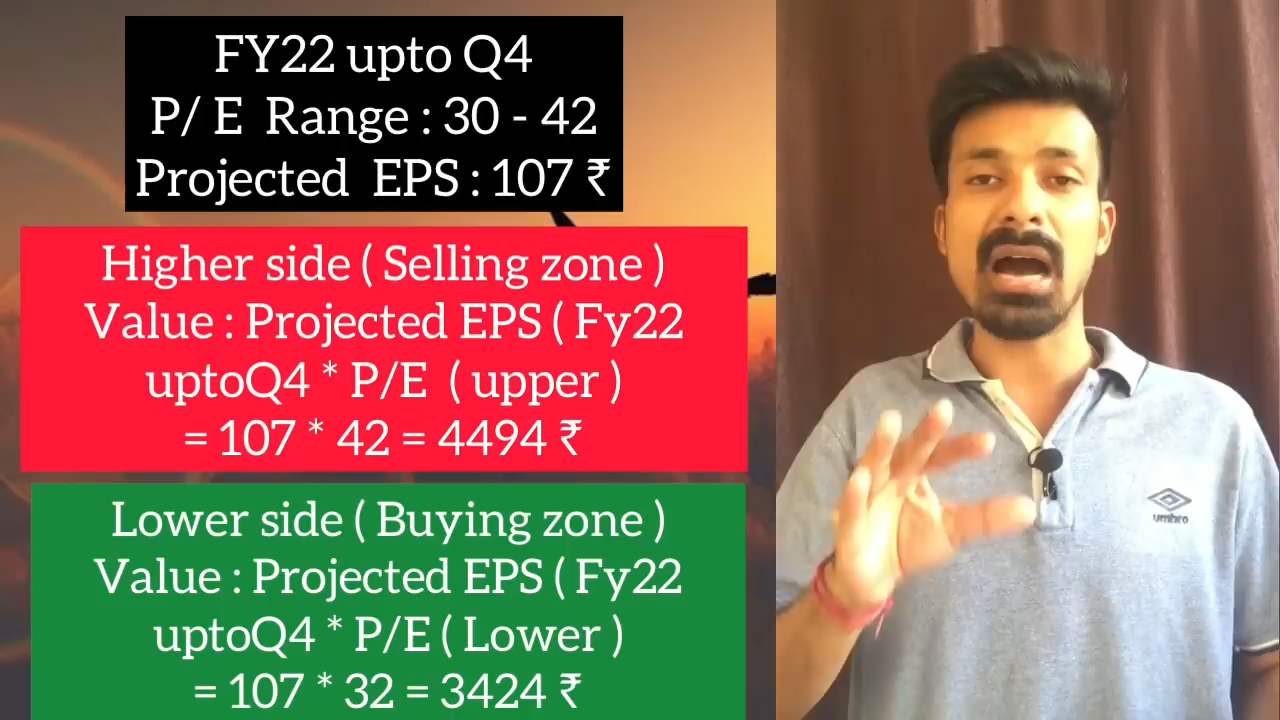 FY22 upto Q4
P/ E Range : 30 - 42
Projected EPS : 107 ₹
Higher side ( Selling zone )
Value : Projected EPS ( Fy22
uptoQ4 * P/E ( upper )
= 107 * 42 = 4494 ₹
Lower side ( Buying zone )
Value : Projected EPS ( Fy22
uptoQ4 * P/E ( Lower )
= 107 * 32 = 3424 ₹
umbro